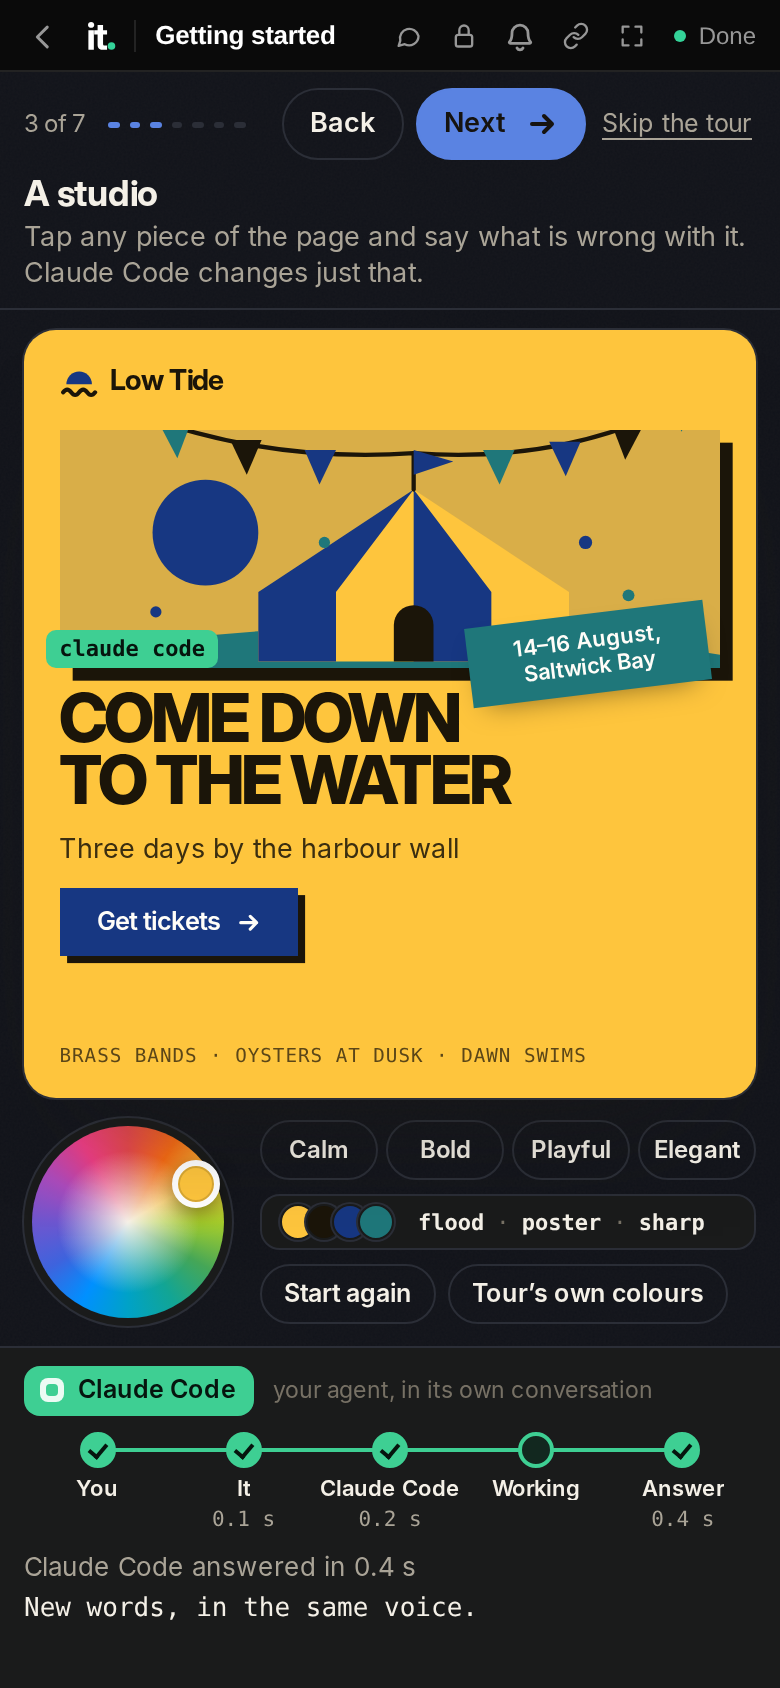 it.
Getting started
Done
3 of 7
Back
Next
Skip the tour
A studio
Tap any piece of the page and say what is wrong with it.
Claude Code changes just that.
Low Tide
claude code
14–16 August,
Saltwick Bay
COME DOWN
TO THE WATER
Three days by the harbour wall
Get tickets
BRASS BANDS · OYSTERS AT DUSK · DAWN SWIMS
Calm
Bold
Playful
Elegant
flood · poster · sharp
Start again
Tour’s own colours
Claude Code
your agent, in its own conversation
You
It
Claude Code
Working
Answer
0.1 s
0.2 s
0.4 s
Claude Code answered in 0.4 s
New words, in the same voice.